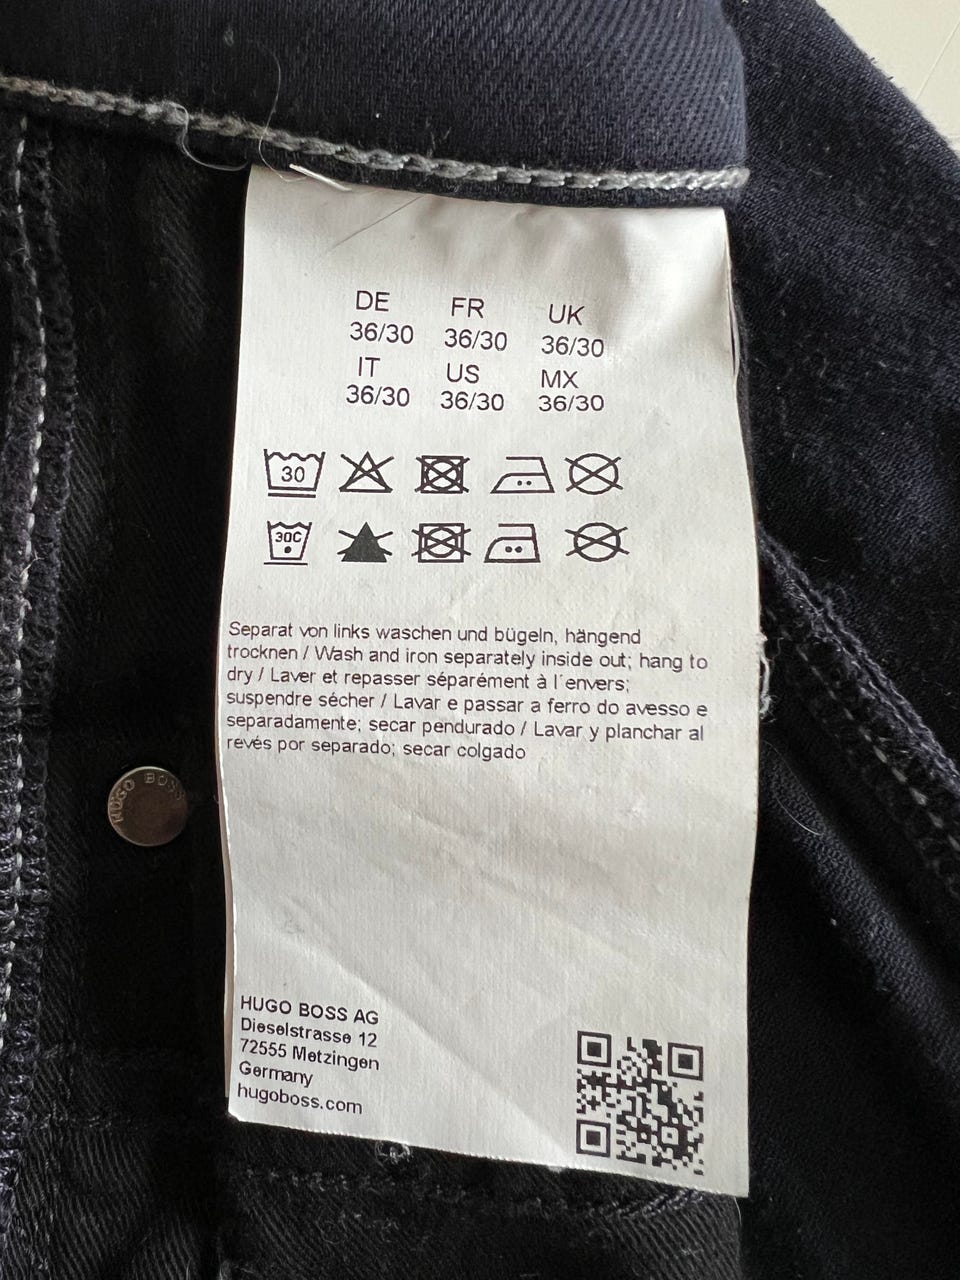 DE FR UK
36/30 36/30 36/30
IT US MX
36/30 36/30 36/30
30
30C
Separat von links waschen und bügeln, hängend
trocknen / Wash and iron separately inside out; hang to
dry / Laver et repasser séparément à l'envers;
suspendre sécher / Lavar e passar a ferro do avesso e
separadamente; secar pendurado / Lavar y planchar al
revés por separado; secar colgado
HUGO BOSS
HUGO BOSS AG
Dieselstrasse 12
72555 Metzingen
Germany
hugoboss.com